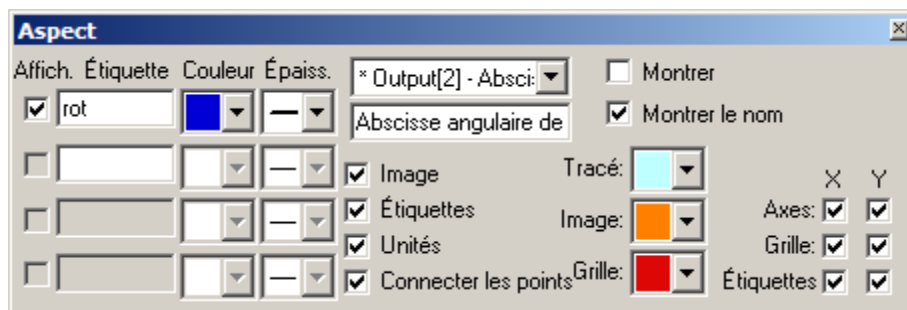 Aspect
Affich. Étiquette Couleur Épaiss.
* Output[2] - Absci:
Montrer
rot
Abscisse angulaire de
Montrer le nom
Image
Tracé:
X Y
Étiquettes
Image:
Axes:
Unités
Grille:
Connecter les points
Grille:
Étiquettes